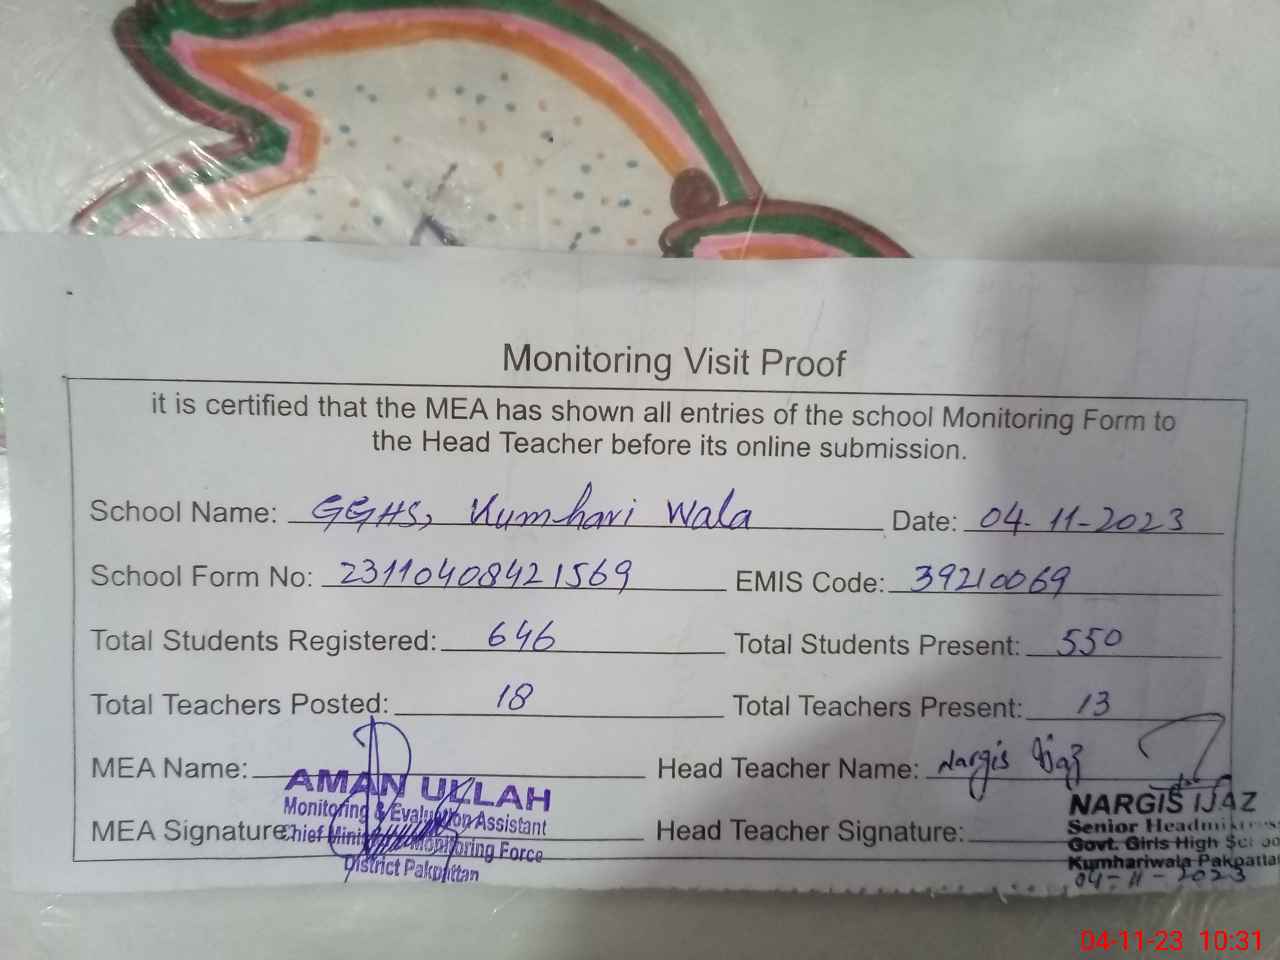 Monitoring Visit Proof
it is certified that the MEA has shown all entries of the school Monitoring Form to
the Head Teacher before its online submission.
School Name: GGHS, Kumhari Wala Date: 04-11-2023
School Form No: 23110408421569 EMIS Code: 39210069
Total Students Registered: 646 Total Students Present: 550
Total Teachers Posted: 18 Total Teachers Present: 13
MEA Name: Head Teacher Name: Nargis Ijaz
AMAN ULLAH
Monitoring & Evaluation Assistant
Chief Minister Monitoring Force
District Pakpattan
MEA Signature: Head Teacher Signature:
NARGIS IJAZ
Senior Headmistress
Govt. Girls High School
Kumhariwala Pakpattan
04-11-2023
04-11-23 10:31